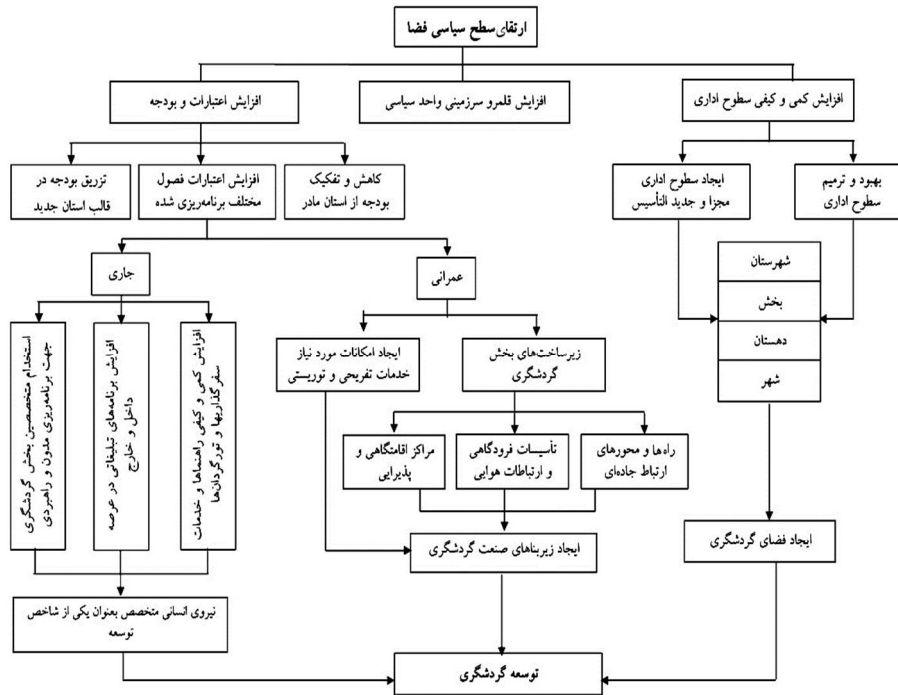 ارتقای سطح سیاسی فضا
افزایش کمی و کیفی سطوح اداری
افزایش قلمرو سرزمینی واحد سیاسی
افزایش اعتبارات و بودجه
بهبود و ترمیم
سطوح اداری
ایجاد سطوح اداری
مجزا و جدید التأسیس
کاهش و تفکیک
بودجه از استان مادر
افزایش اعتبارات فصول
مختلف برنامه‌ریزی شده
تزریق بودجه در
قالب استان جدید
شهرستان
بخش
دهستان
شهر
عمرانی
جاری
زیرساخت‌های بخش
گردشگری
ایجاد امکانات مورد نیاز
خدمات تفریحی و توریستی
افزایش کمی و کیفی راهنماها و خدمات
سفرگذاریها و تورگردان‌ها
افزایش برنامه‌های تبلیغاتی در عرصه
داخل و خارج
استخدام متخصصین بخش گردشگری
جهت برنامه‌ریزی مدون و راهبردی
راه‌ها و محورهای
ارتباط جاده‌ای
تأسیسات فرودگاهی
و ارتباطات هوایی
مراکز اقامتگاهی و
پذیرایی
ایجاد فضای گردشگری
ایجاد زیربناهای صنعت گردشگری
نیروی انسانی متخصص بعنوان یکی از شاخص
توسعه
توسعه گردشگری